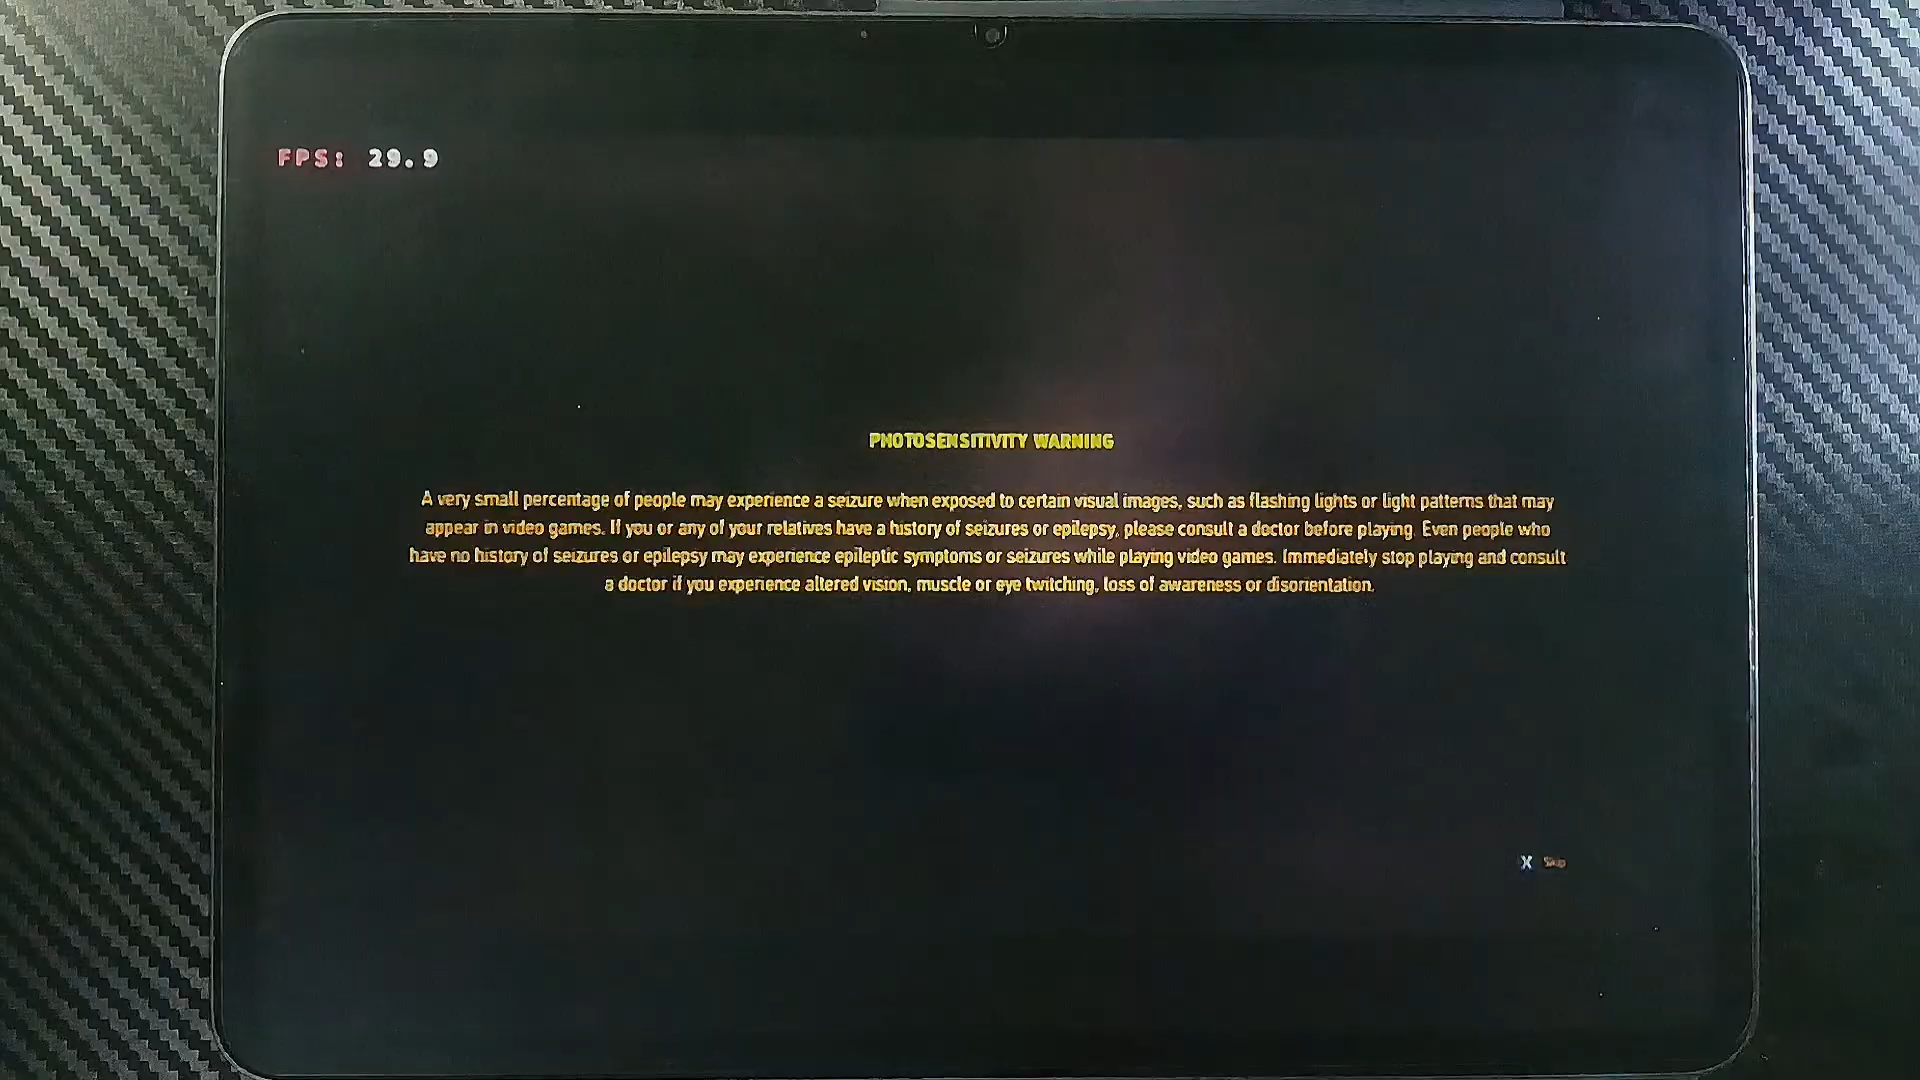 FPS: 29.9
PHOTOSENSITIVITY WARNING
A very small percentage of people may experience a seizure when exposed to certain visual images, such as flashing lights or light patterns that may
appear in video games. If you or any of your relatives have a history of seizures or epilepsy, please consult a doctor before playing. Even people who
have no history of seizures or epilepsy may experience epileptic symptoms or seizures while playing video games. Immediately stop playing and consult
a doctor if you experience altered vision, muscle or eye twitching, loss of awareness or disorientation.
X Skip